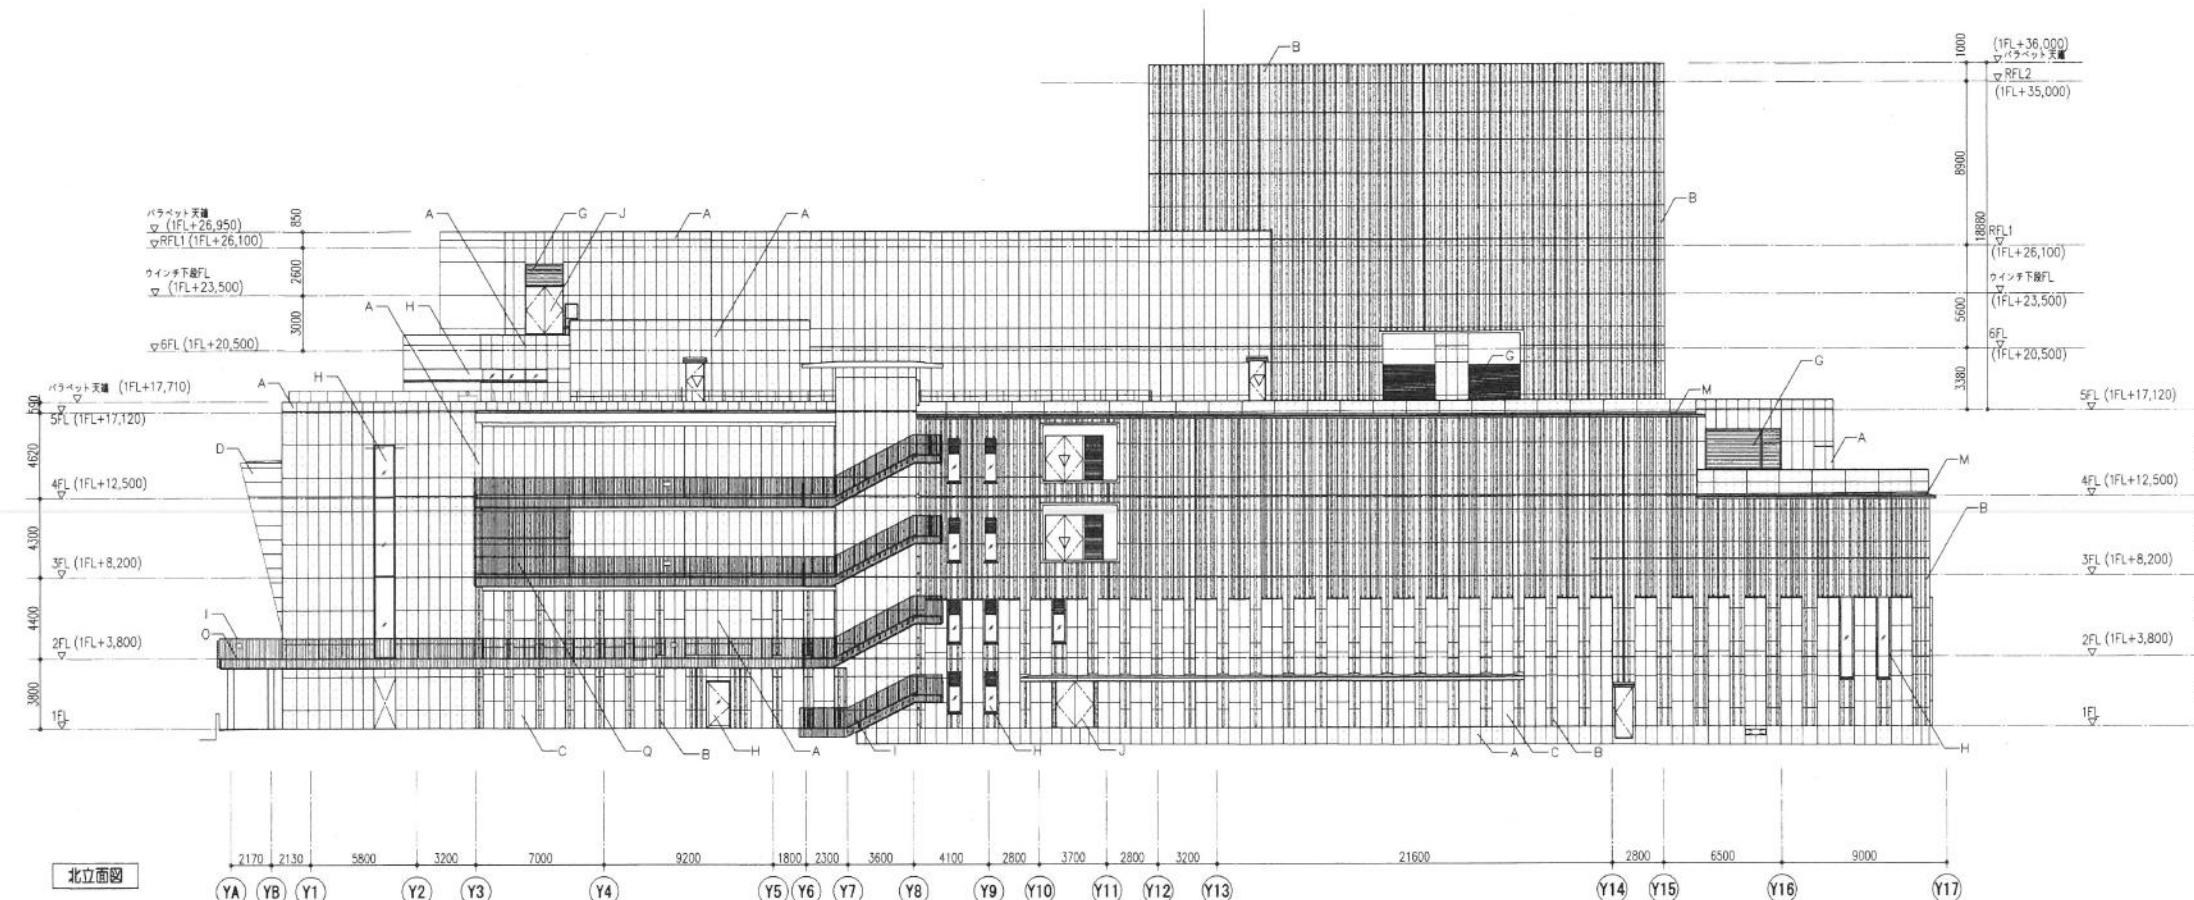 B
1000
(1FL+36,000)
パラペット天端
RFL2
(1FL+35,000)
8900
B
18880
RFL1
(1FL+26,100)
ウインチ下段FL
(1FL+23,500)
5600
6FL
(1FL+20,500)
3380
パラペット天端
(1FL+26,950)
850
RFL1 (1FL+26,100)
2600
ウインチ下段FL
(1FL+23,500)
3000
6FL (1FL+20,500)
A
G
J
A
A
A
H
パラペット天端 (1FL+17,710)
A
H
590
5FL (1FL+17,120)
D
4620
4FL (1FL+12,500)
4300
3FL (1FL+8,200)
I
O
4400
2FL (1FL+3,800)
3800
1FL
G
M
G
5FL (1FL+17,120)
A
M
4FL (1FL+12,500)
B
3FL (1FL+8,200)
2FL (1FL+3,800)
1FL
C
Q
B
H
A
I
H
J
A
C
B
H
2170
2130
5800
3200
7000
9200
1800
2300
3600
4100
2800
3700
2800
3200
21600
2800
6500
9000
北立面図
YA
YB
Y1
Y2
Y3
Y4
Y5
Y6
Y7
Y8
Y9
Y10
Y11
Y12
Y13
Y14
Y15
Y16
Y17